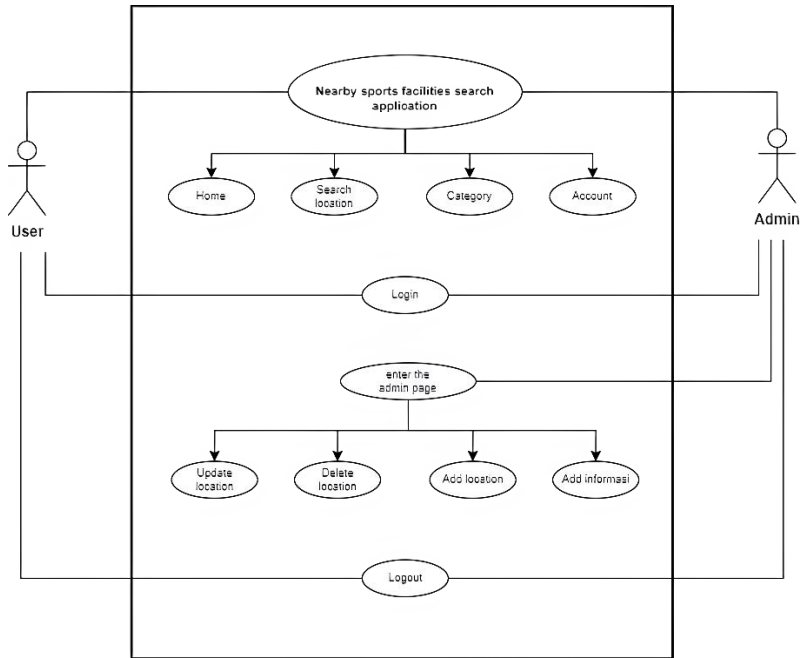 Nearby sports facilities search
application
Home
Search
location
Category
Account
User
Admin
Login
enter the
admin page
Update
location
Delete
location
Add location
Add informasi
Logout